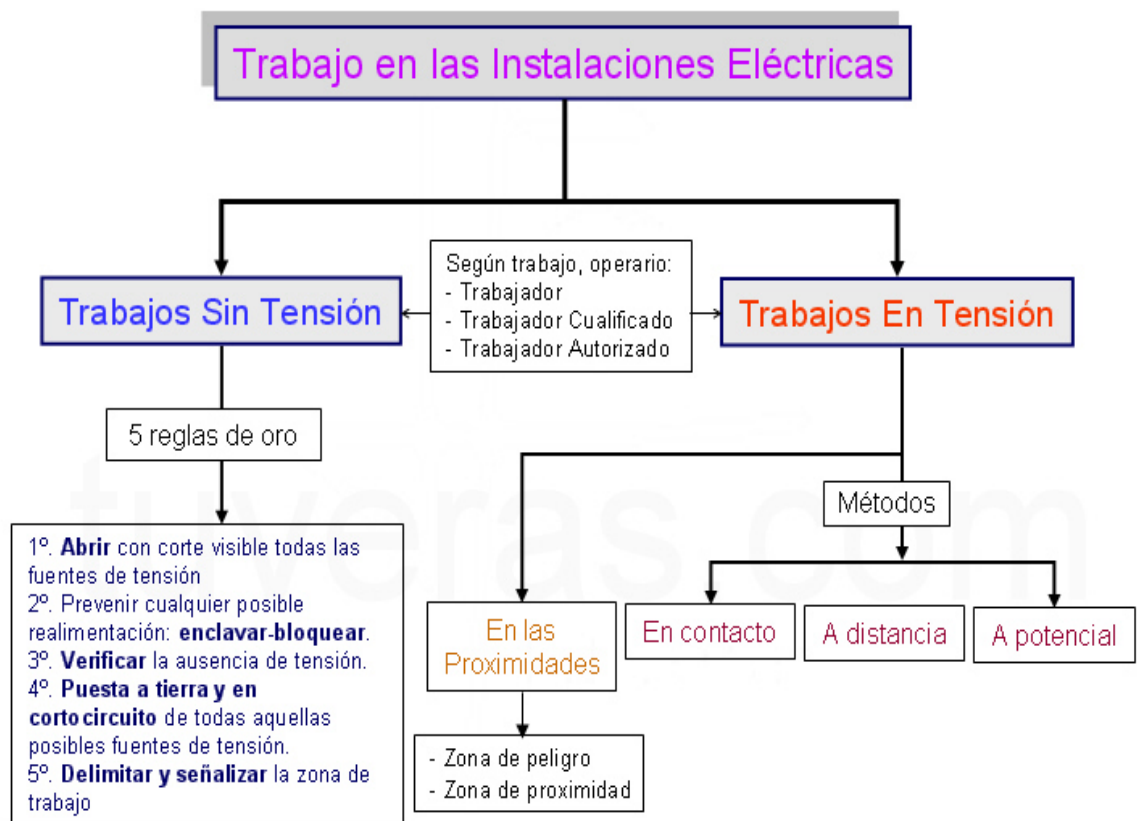 Trabajo en las Instalaciones Eléctricas
Según trabajo, operario:
- Trabajador
- Trabajador Cualificado
- Trabajador Autorizado
Trabajos Sin Tensión
Trabajos En Tensión
5 reglas de oro
Métodos
1º. Abrir con corte visible todas las
fuentes de tensión
2º. Prevenir cualquier posible
realimentación: enclavar-bloquear.
3º. Verificar la ausencia de tensión.
4º. Puesta a tierra y en
cortocircuito de todas aquellas
posibles fuentes de tensión.
5º. Delimitar y señalizar la zona de
trabajo
En las
Proximidades
En contacto
A distancia
A potencial
- Zona de peligro
- Zona de proximidad
tuveras.com